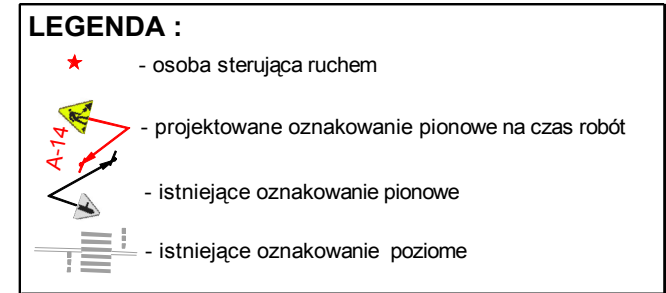 LEGENDA :
- osoba sterująca ruchem
A-14
- projektowane oznakowanie pionowe na czas robót
- istniejące oznakowanie pionowe
- istniejące oznakowanie poziome